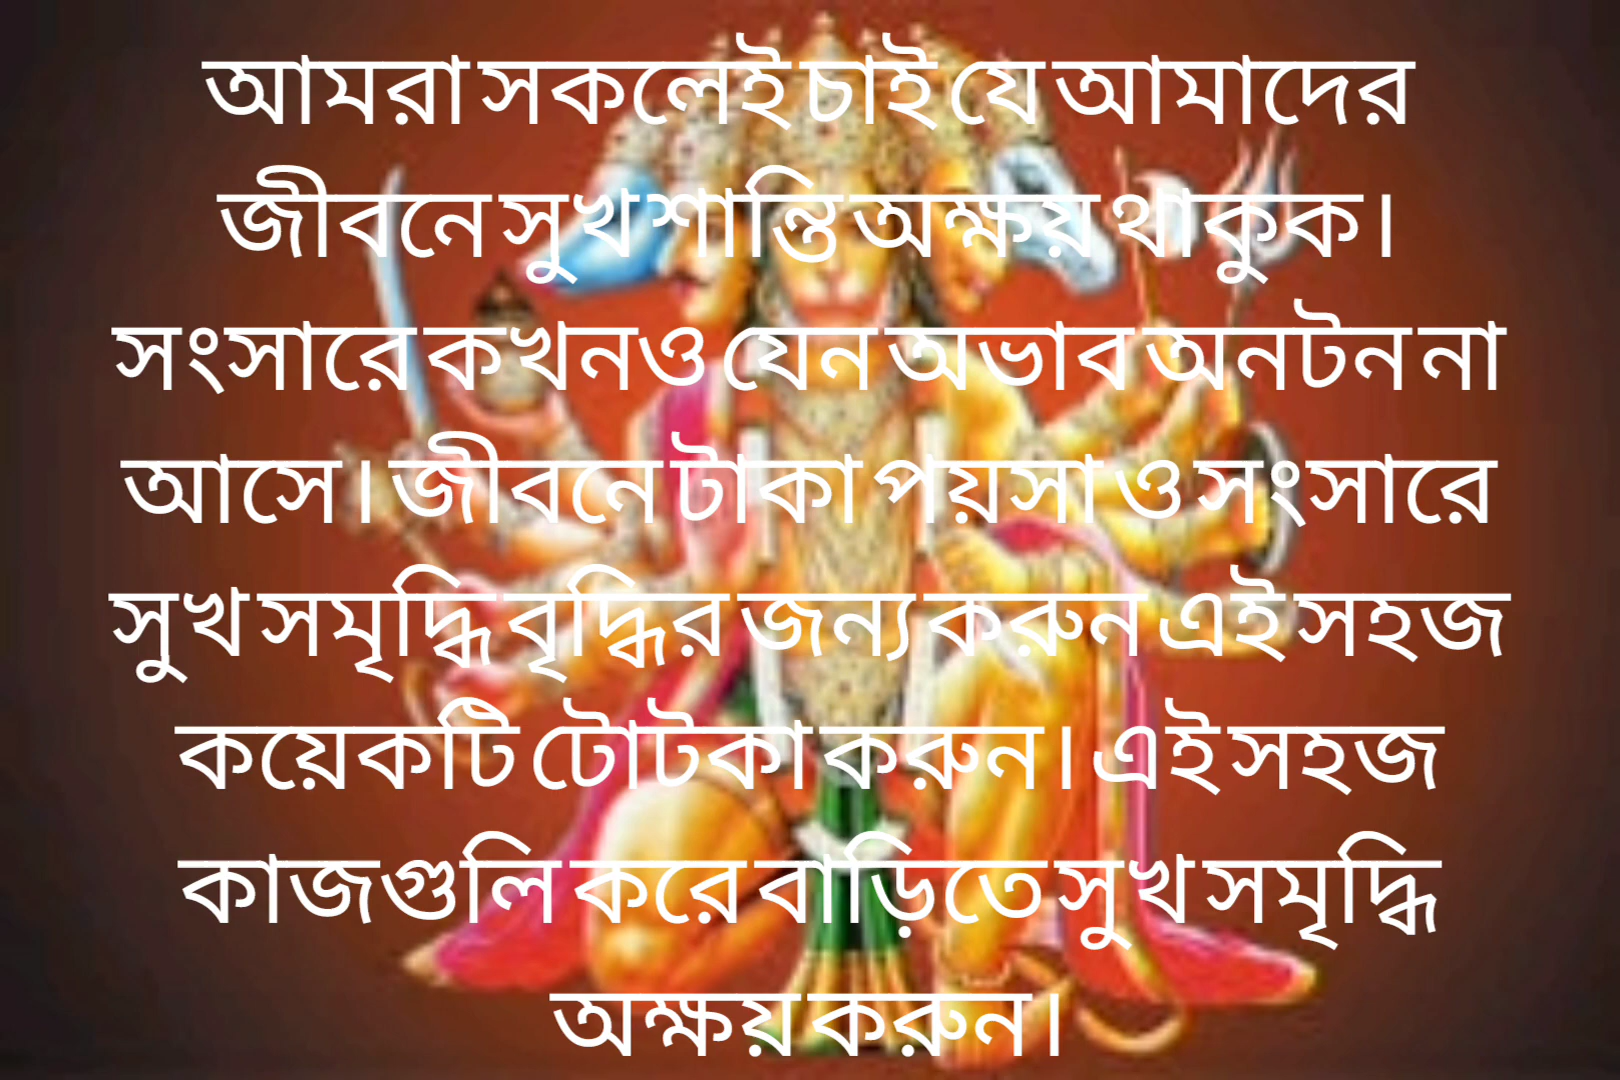 আমরা সকলেই চাই যে আমাদের
জীবনে সুখ শান্তি অক্ষয় থাকুক।
সংসারে কখনও যেন অভাব অনটন না
আসে। জীবনে টাকা পয়সা ও সংসারে
সুখ সমৃদ্ধি বৃদ্ধির জন্য করুন এই সহজ
কয়েকটি টোটকা করুন। এই সহজ
কাজগুলি করে বাড়িতে সুখ সমৃদ্ধি
অক্ষয় করুন।